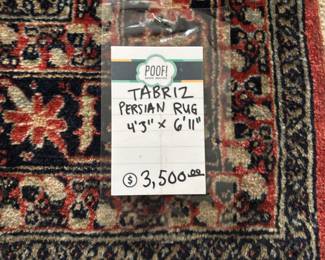 POOF!
TABRIZ
PERSIAN RUG
4'3" x 6'11"
$ 3,500.00